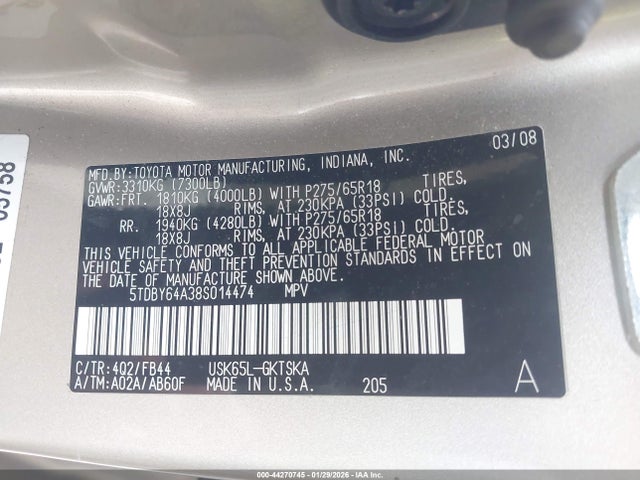 03/08
MFD.BY:TOYOTA MOTOR MANUFACTURING, INDIANA, INC.
GVWR:3310KG (7300LB)
GAWR:FRT. 1810KG (4000LB) WITH P275/65R18 TIRES,
18X8J RIMS, AT 230KPA (33PSI) COLD.
RR. 1940KG (4280LB) WITH P275/65R18 TIRES,
18X8J RIMS, AT 230KPA (33PSI) COLD.
THIS VEHICLE CONFORMS TO ALL APPLICABLE FEDERAL MOTOR
VEHICLE SAFETY AND THEFT PREVENTION STANDARDS IN EFFECT ON
THE DATE OF MANUFACTURE SHOWN ABOVE.
5TDBY64A38S014474 MPV
C/TR:4Q2/FB44 USK65L-GKTSKA
A/TM:A02A/AB60F MADE IN U.S.A. 205 A
000-44270745 - 01/29/2026 - IAAI.COM